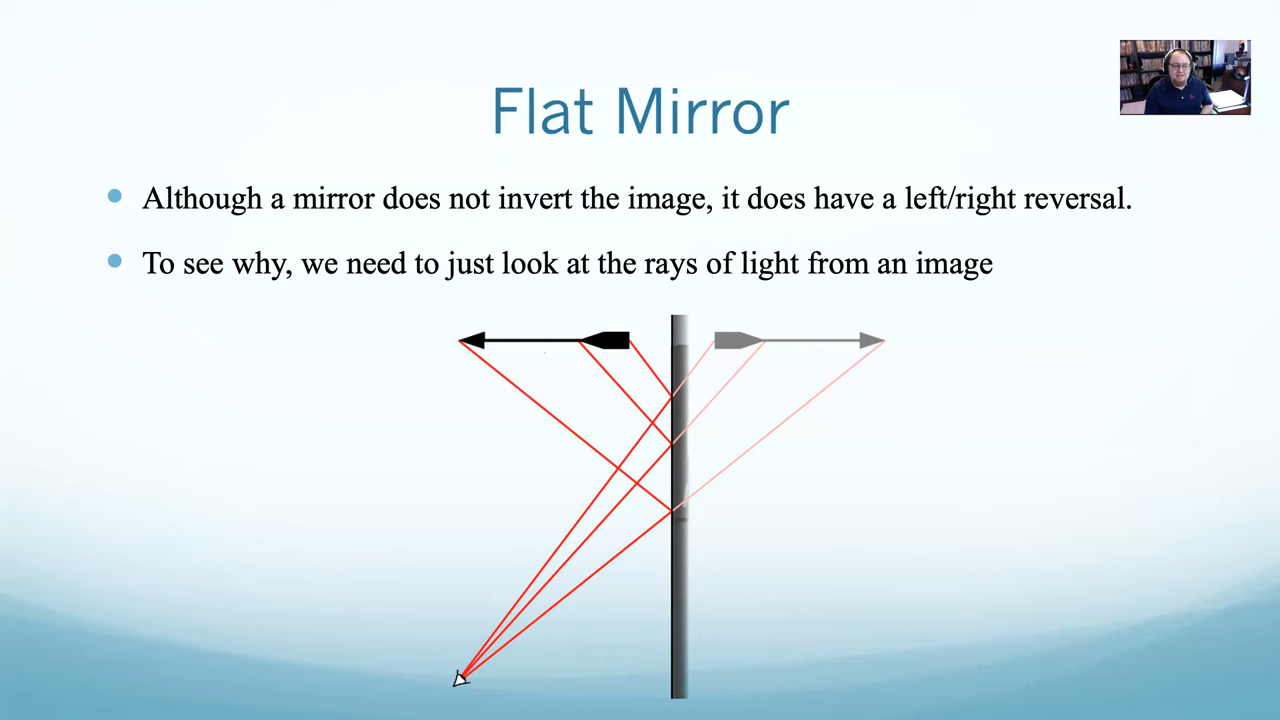 Flat Mirror
Although a mirror does not invert the image, it does have a left/right reversal.
To see why, we need to just look at the rays of light from an image